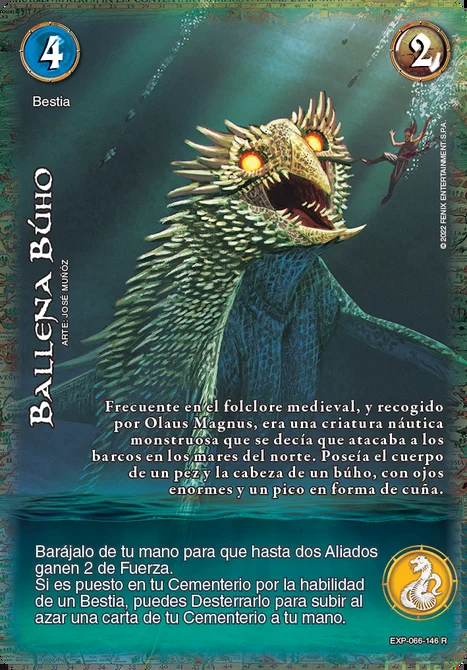 4
2
Bestia
BALLENA BÚHO
ARTE: JOSÉ MUÑÓZ
© 2022 FENIX ENTERTAINMENT S.P.A
Frecuente en el folclore medieval, y recogido
por Olaus Magnus, era una criatura náutica
monstruosa que se decía que atacaba a los
barcos en los mares del norte. Poseía el cuerpo
de un pez y la cabeza de un búho, con ojos
enormes y un pico en forma de cuña.
Barájalo de tu mano para que hasta dos Aliados
ganen 2 de Fuerza.
Si es puesto en tu Cementerio por la habilidad
de un Bestia, puedes Desterrarlo para subir al
azar una carta de tu Cementerio a tu mano.
EXP-066-146 R